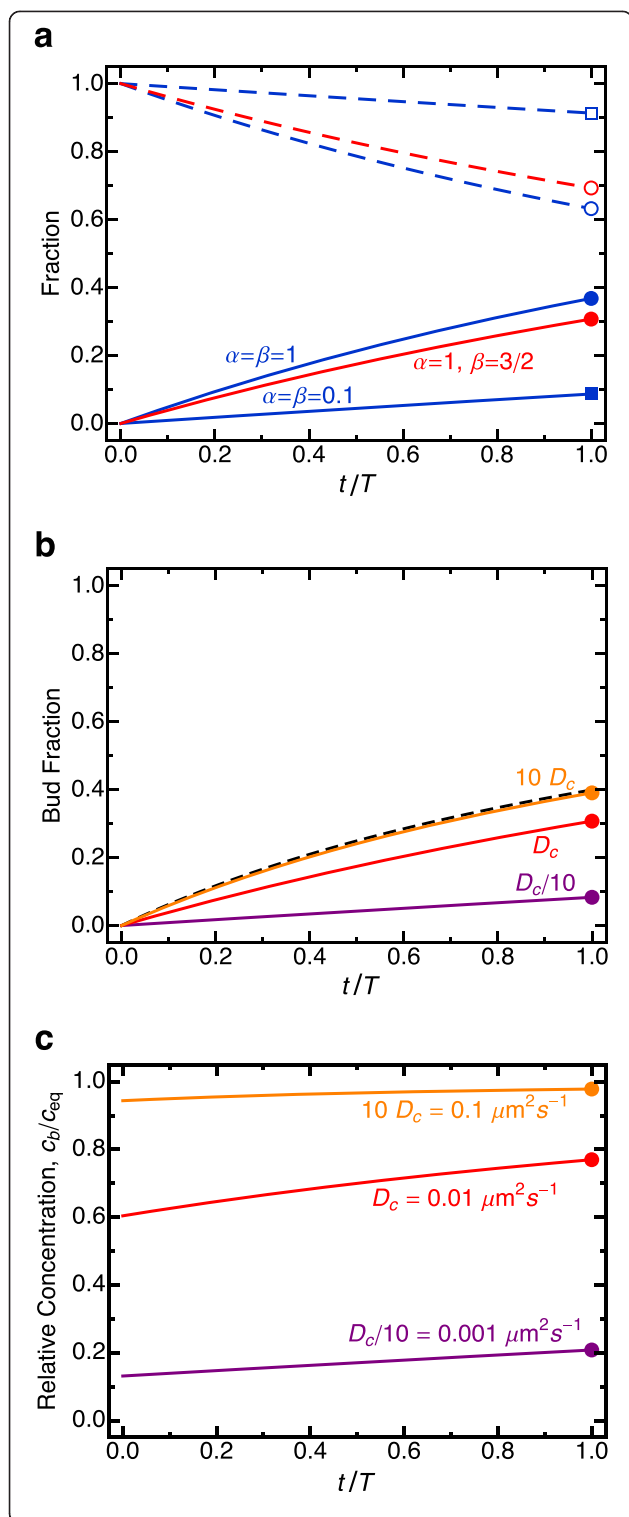 a
1.0
0.8
0.6
0.4
0.2
0.0
Fraction
α=β=1
α=1, β=3/2
α=β=0.1
0.0 0.2 0.4 0.6 0.8 1.0
t/T
b
1.0
0.8
0.6
0.4
0.2
0.0
Bud Fraction
10 D_c
D_c
D_c/10
0.0 0.2 0.4 0.6 0.8 1.0
t/T
c
1.0
0.8
0.6
0.4
0.2
0.0
Relative Concentration, c_b/c_eq
10 D_c = 0.1 μm²s⁻¹
D_c = 0.01 μm²s⁻¹
D_c/10 = 0.001 μm²s⁻¹
0.0 0.2 0.4 0.6 0.8 1.0
t/T